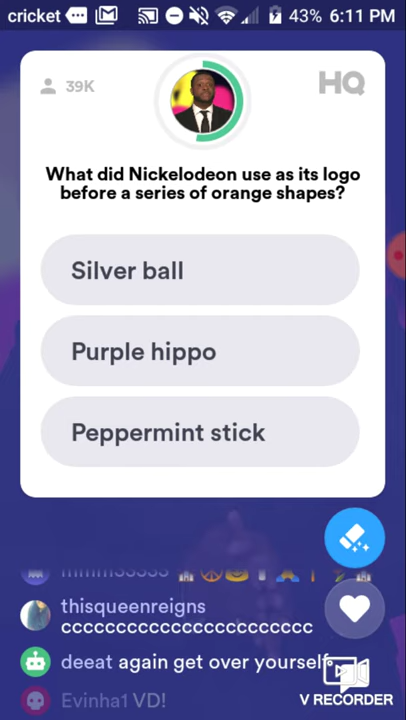 cricket 43% 6:11 PM
39K HQ
What did Nickelodeon use as its logo
before a series of orange shapes?
Silver ball
Purple hippo
Peppermint stick
thisqueenreigns
cccccccccccccccccccccccc
deeat again get over yourself
Evinha1 VD!
V RECORDER